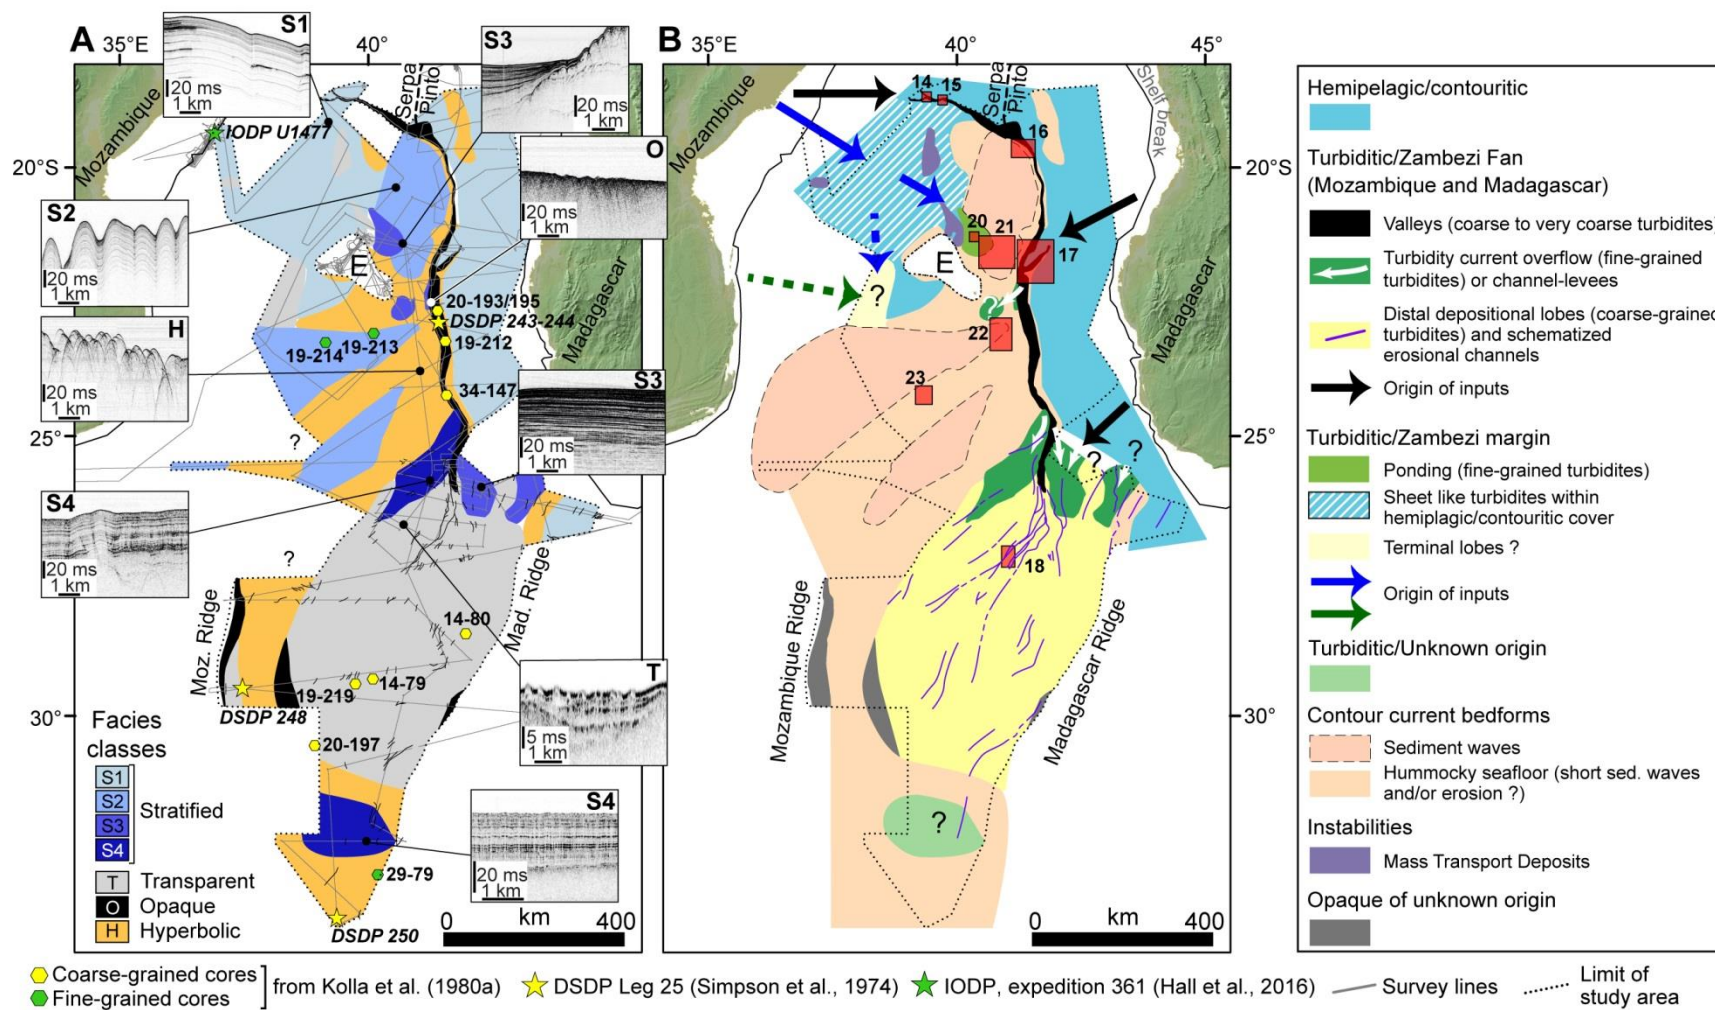 A
35°E
40°
S1
20 ms
1 km
S3
20 ms
1 km
Serpa
Pinto
Mozambique
IODP U1477
O
20 ms
1 km
S2
20 ms
1 km
E
20-193/195
DSDP 243-244
Madagascar
H
20 ms
1 km
19-214
19-213
19-212
34-147
S3
20 ms
1 km
?
S4
20 ms
1 km
?
Moz. Ridge
Mad. Ridge
14-80
14-79
19-219
DSDP 248
T
5 ms
1 km
20-197
S4
20 ms
1 km
29-79
DSDP 250
Facies
classes
S1
S2
S3
S4
Stratified
T
Transparent
O
Opaque
H
Hyperbolic
0
km
400
B
35°E
40°
45°
20°S
25°
30°
Mozambique
Serpa
Pinto
Shelf break
14
15
16
20
21
17
E
?
22
23
Madagascar
?
?
18
Mozambique Ridge
Madagascar Ridge
?
0
km
400
Hemipelagic/contouritic
Turbiditic/Zambezi Fan
(Mozambique and Madagascar)
Valleys (coarse to very coarse turbidites)
Turbidity current overflow (fine-grained
turbidites) or channel-levees
Distal depositional lobes (coarse-grained
turbidites) and schematized
erosional channels
Origin of inputs
Turbiditic/Zambezi margin
Ponding (fine-grained turbidites)
Sheet like turbidites within
hemiplagic/contouritic cover
Terminal lobes ?
Origin of inputs
Turbiditic/Unknown origin
Contour current bedforms
Sediment waves
Hummocky seafloor (short sed. waves
and/or erosion ?)
Instabilities
Mass Transport Deposits
Opaque of unknown origin
Coarse-grained cores
Fine-grained cores
from Kolla et al. (1980a)
DSDP Leg 25 (Simpson et al., 1974)
IODP, expedition 361 (Hall et al., 2016)
Survey lines
Limit of
study area